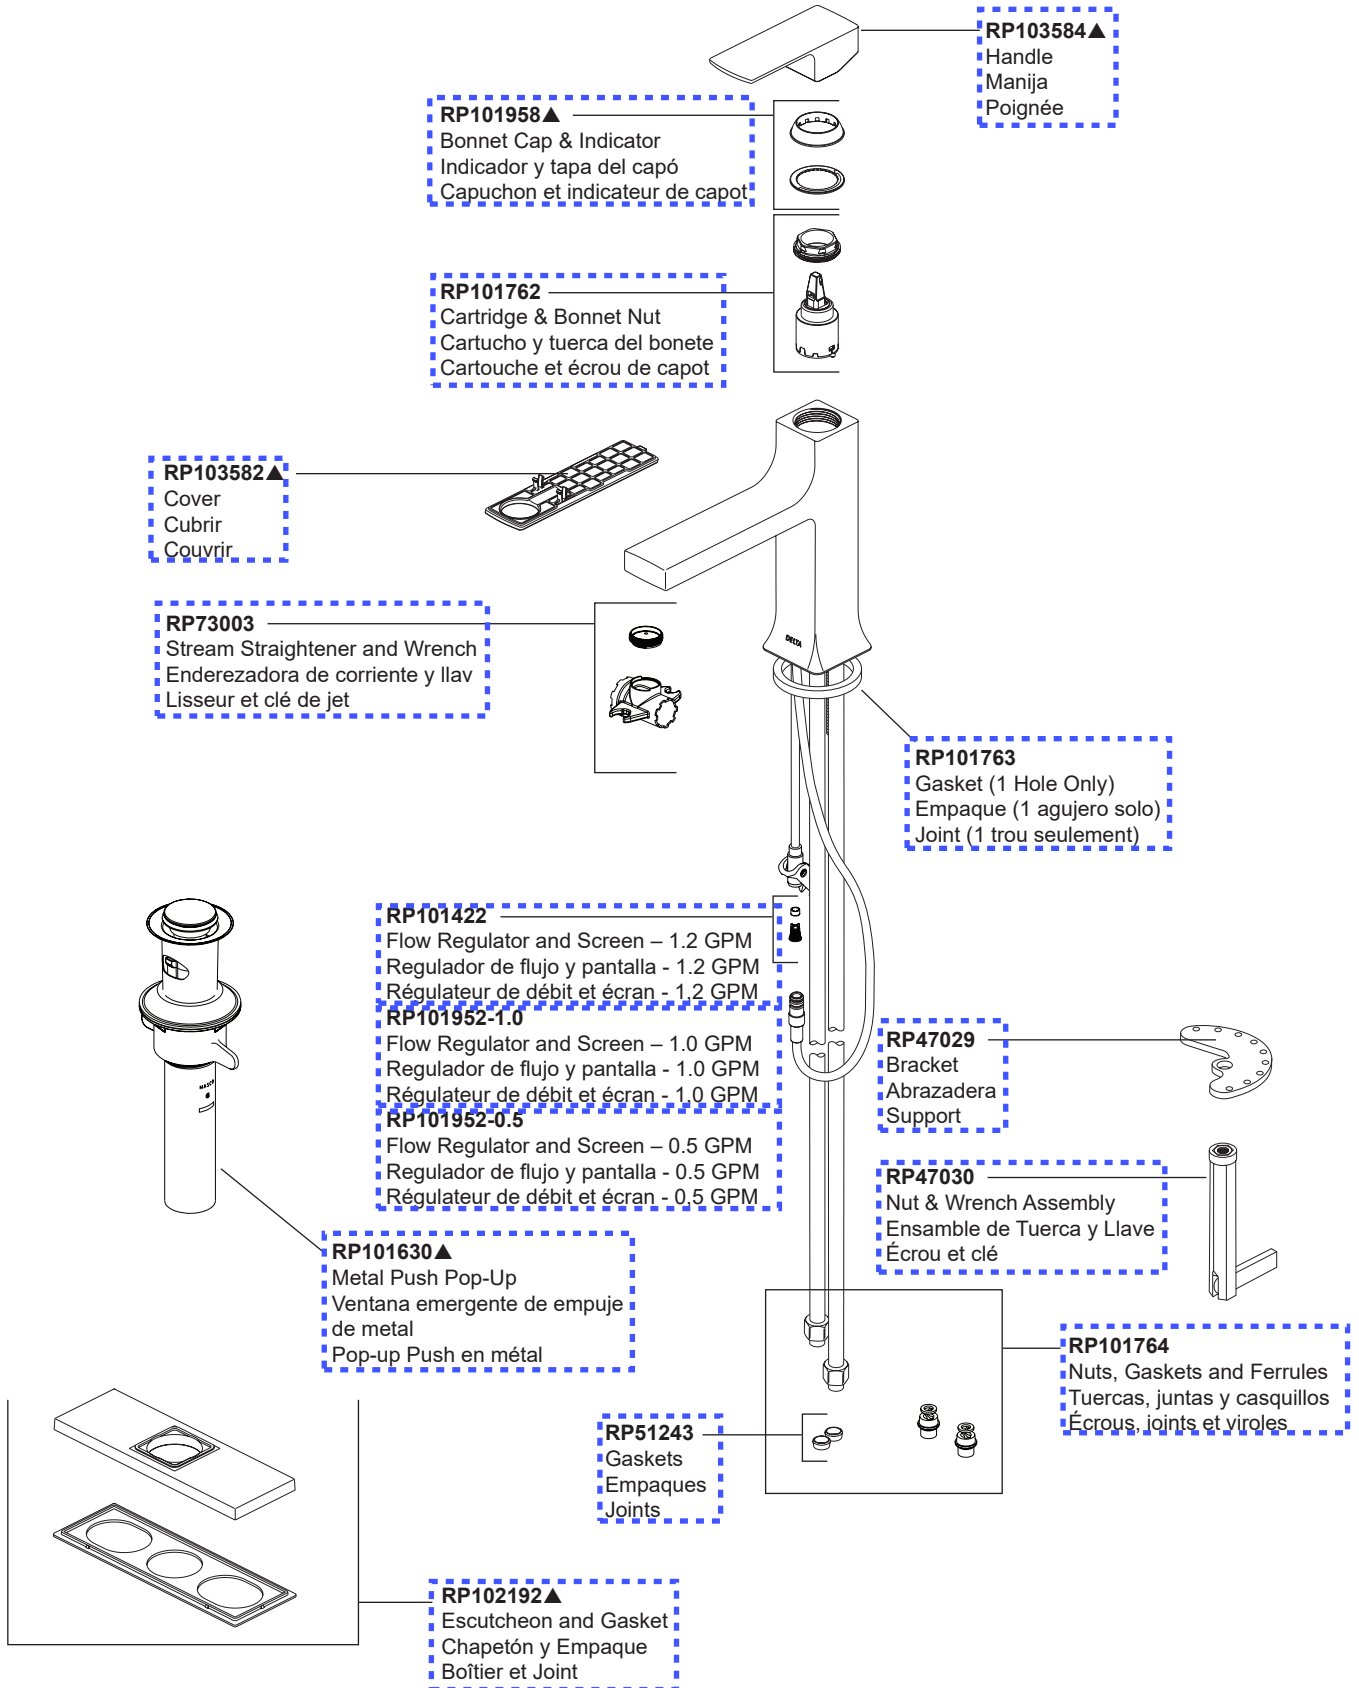 RP103584▲
Handle
Manija
Poignée
RP101958▲
Bonnet Cap & Indicator
Indicador y tapa del capó
Capuchon et indicateur de capot
RP101762
Cartridge & Bonnet Nut
Cartucho y tuerca del bonete
Cartouche et écrou de capot
RP103582▲
Cover
Cubrir
Couvrir
RP73003
Stream Straightener and Wrench
Enderezadora de corriente y llav
Lisseur et clé de jet
DELTA
RP101763
Gasket (1 Hole Only)
Empaque (1 agujero solo)
Joint (1 trou seulement)
RP101422
Flow Regulator and Screen – 1.2 GPM
Regulador de flujo y pantalla - 1.2 GPM
Régulateur de débit et écran - 1.2 GPM
RP101952-1.0
Flow Regulator and Screen – 1.0 GPM
Regulador de flujo y pantalla - 1.0 GPM
Régulateur de débit et écran - 1.0 GPM
RP101952-0.5
Flow Regulator and Screen – 0.5 GPM
Regulador de flujo y pantalla - 0.5 GPM
Régulateur de débit et écran - 0.5 GPM
RP47029
Bracket
Abrazadera
Support
RP47030
Nut & Wrench Assembly
Ensamble de Tuerca y Llave
Écrou et clé
MASCO
RP101630▲
Metal Push Pop-Up
Ventana emergente de empuje
de metal
Pop-up Push en métal
RP101764
Nuts, Gaskets and Ferrules
Tuercas, juntas y casquillos
Écrous, joints et viroles
RP51243
Gaskets
Empaques
Joints
RP102192▲
Escutcheon and Gasket
Chapetón y Empaque
Boîtier et Joint